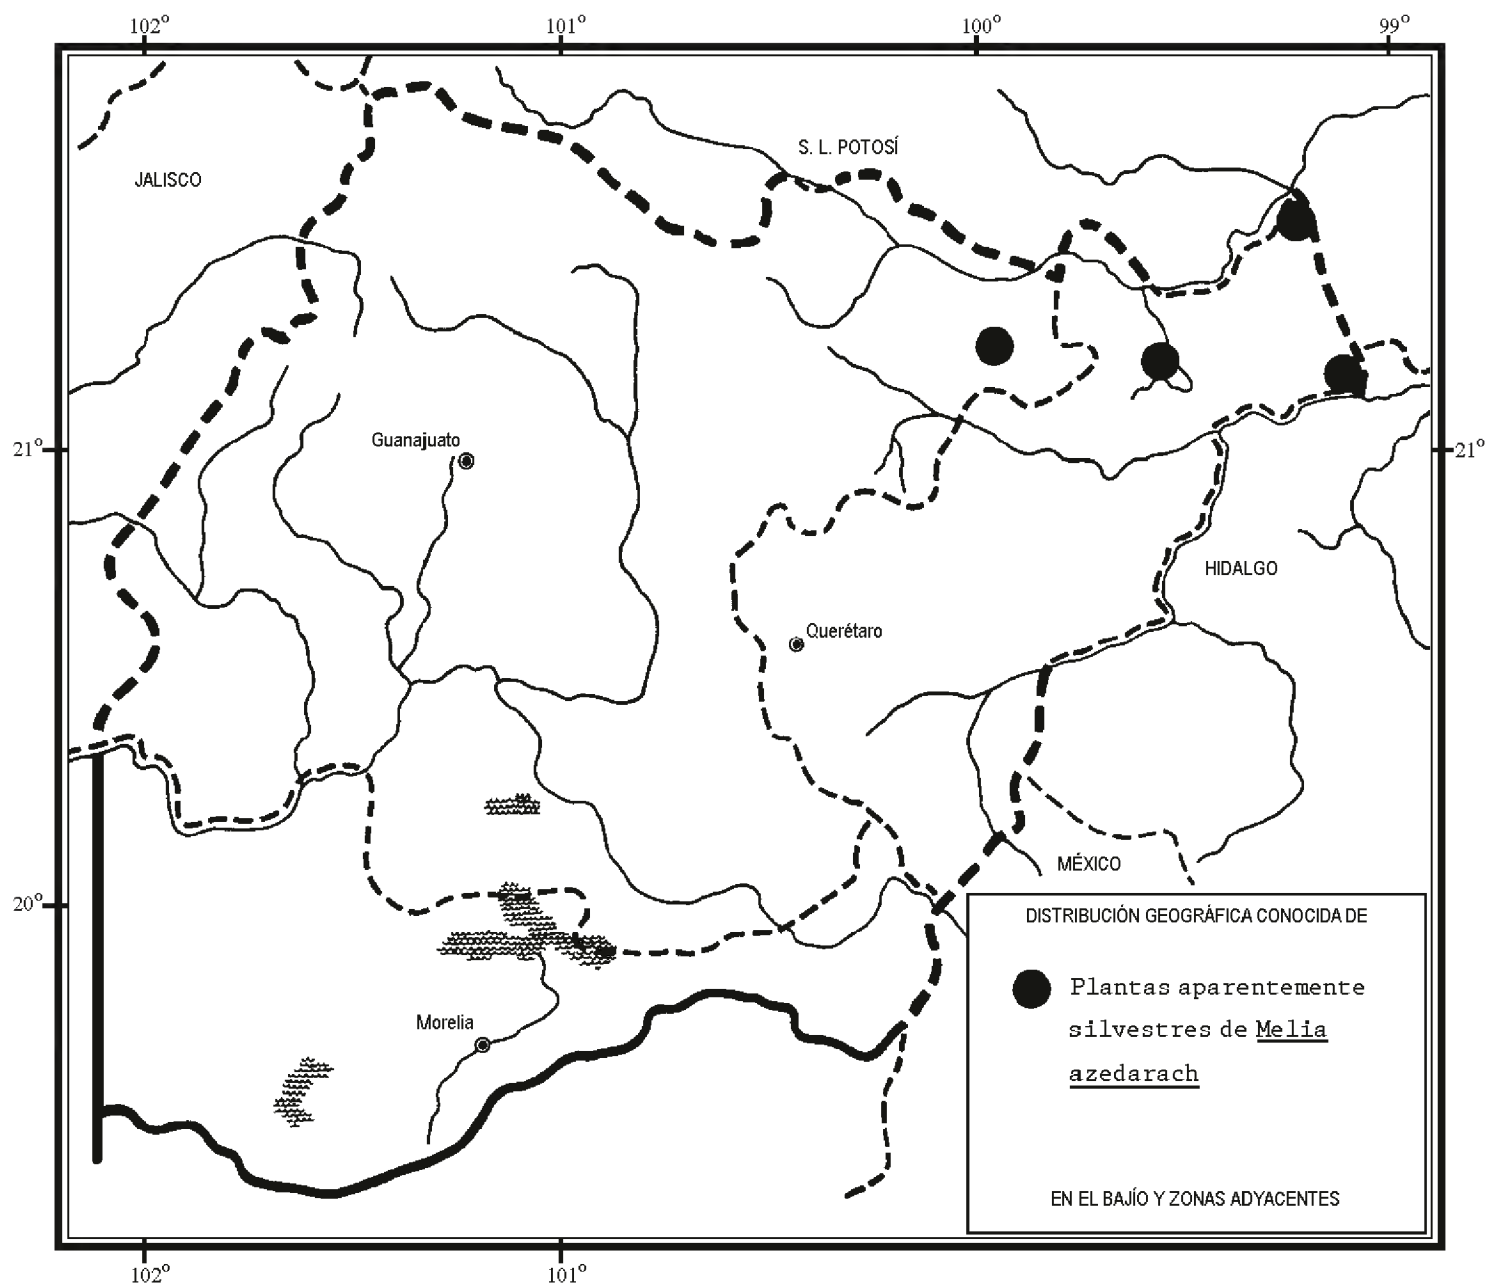 102°
101°
100°
99°
S. L. POTOSÍ
JALISCO
Guanajuato
21°
21°
HIDALGO
Querétaro
MÉXICO
20°
DISTRIBUCIÓN GEOGRÁFICA CONOCIDA DE
Plantas aparentemente
silvestres de Melia
azedarach
Morelia
EN EL BAJÍO Y ZONAS ADYACENTES
102°
101°